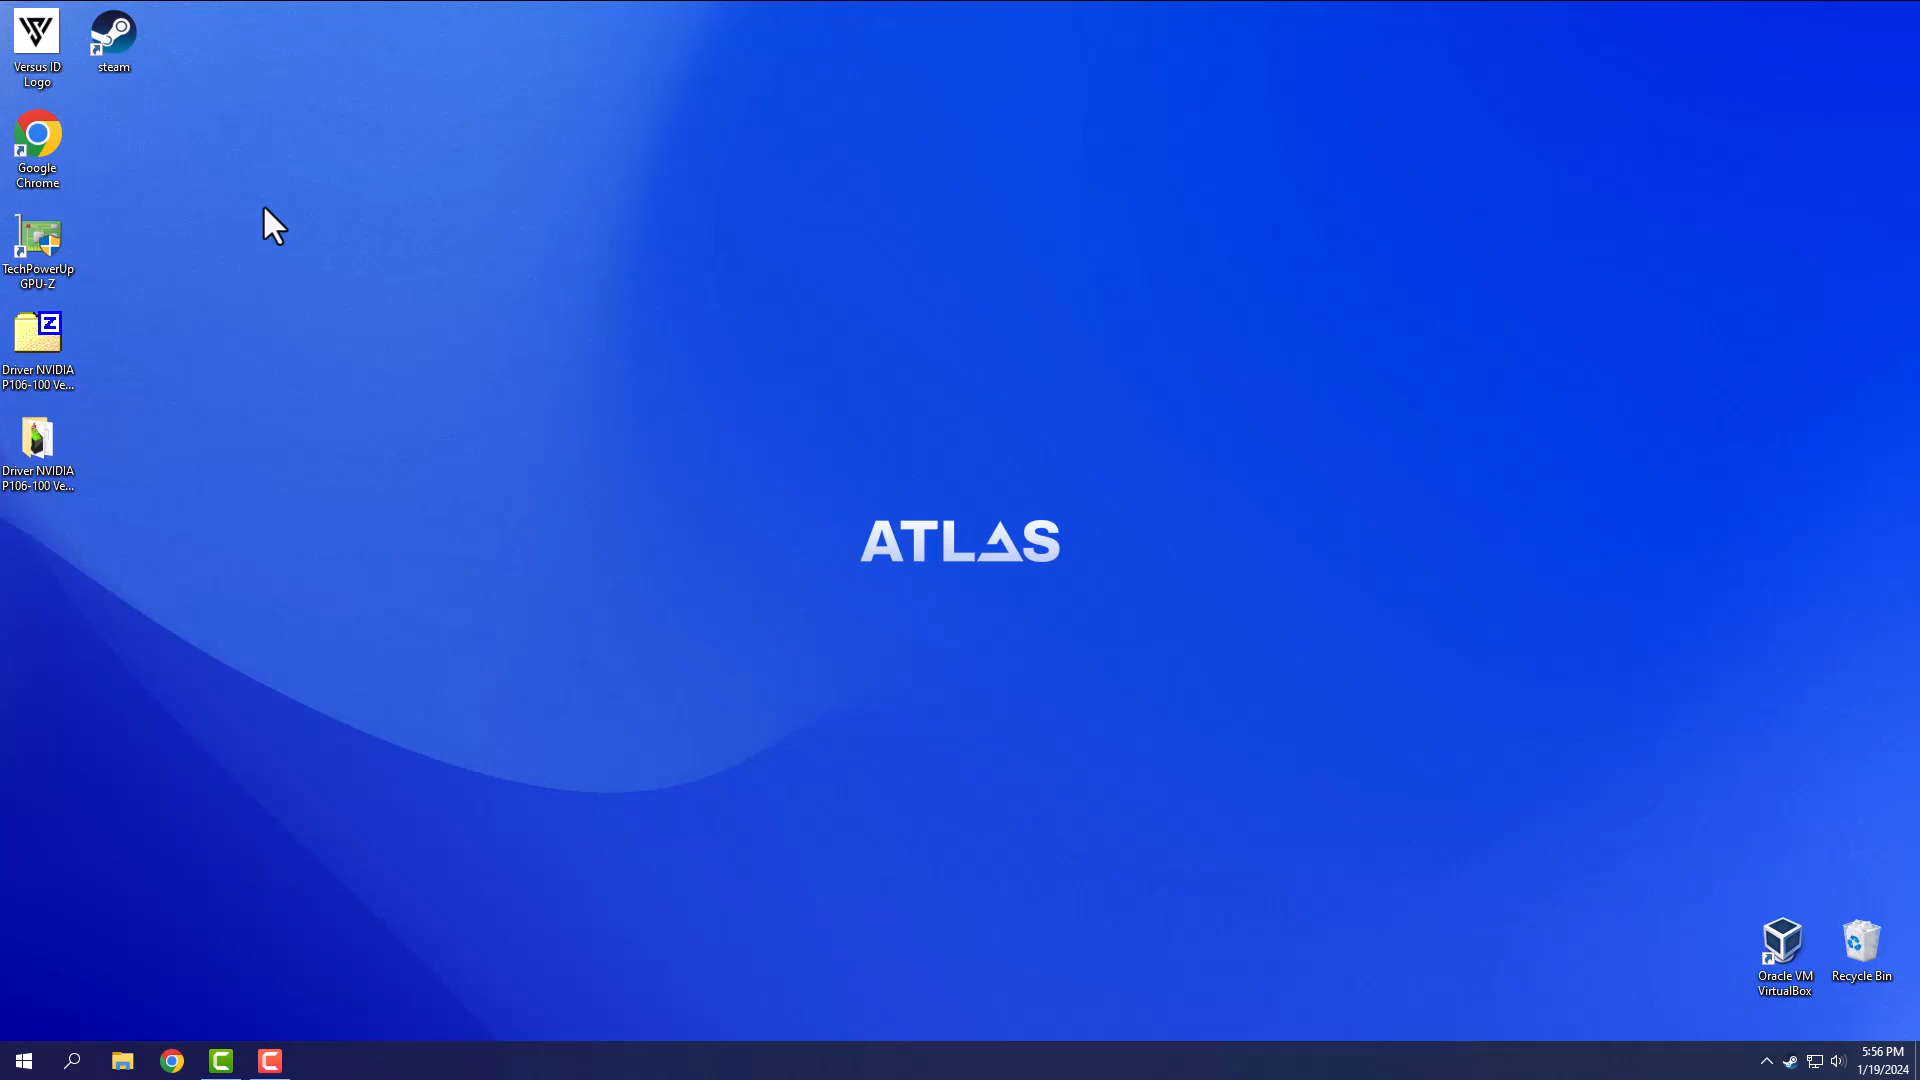 Versus ID
Logo
steam
Google
Chrome
TechPowerUp
GPU-Z
Z
Driver NVIDIA
P106-100 Ve...
Driver NVIDIA
P106-100 Ve...
ATLAS
Oracle VM
VirtualBox
Recycle Bin
5:56 PM
1/19/2024